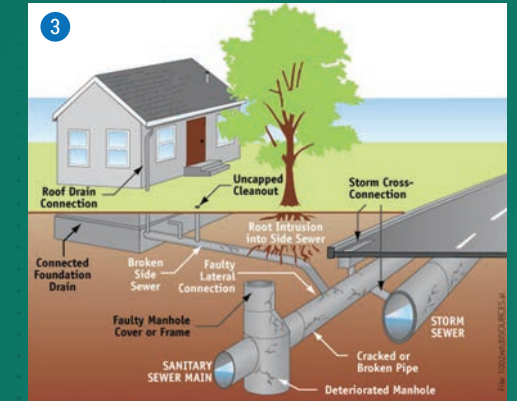 3
Roof Drain
Connection
Uncapped
Cleanout
Storm Cross-
Connection
Root Intrusion
into Side Sewer
Connected
Foundation
Drain
Broken
Side
Sewer
Faulty
Lateral
Connection
Faulty Manhole
Cover or Frame
STORM
SEWER
Cracked or
Broken Pipe
SANITARY
SEWER MAIN
Deteriorated Manhole